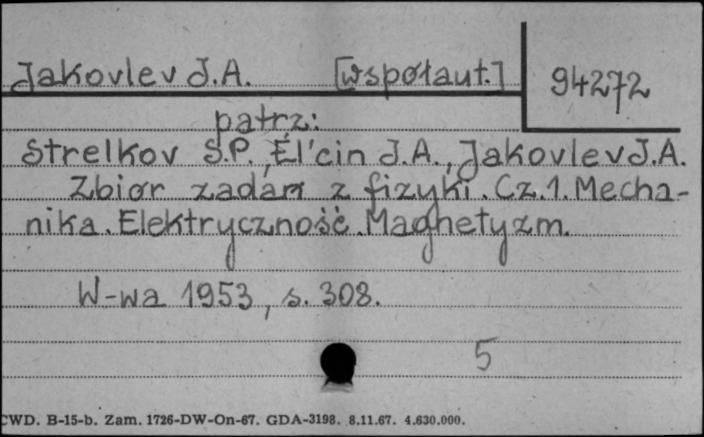 Jakovlev J.A. [współaut.] 94272
patrz:
Strelkov S.P., Él'cin J.A., Jakovlev J.A.
Zbiór zadań z fizyki. Cz.1. Mecha-
nika. Elektryczność. Magnetyzm.
W-wa 1953, s. 308.
5
CWD. B-15-b. Zam. 1726-DW-On-67. GDA-3198. 8.11.67. 4.630.000.